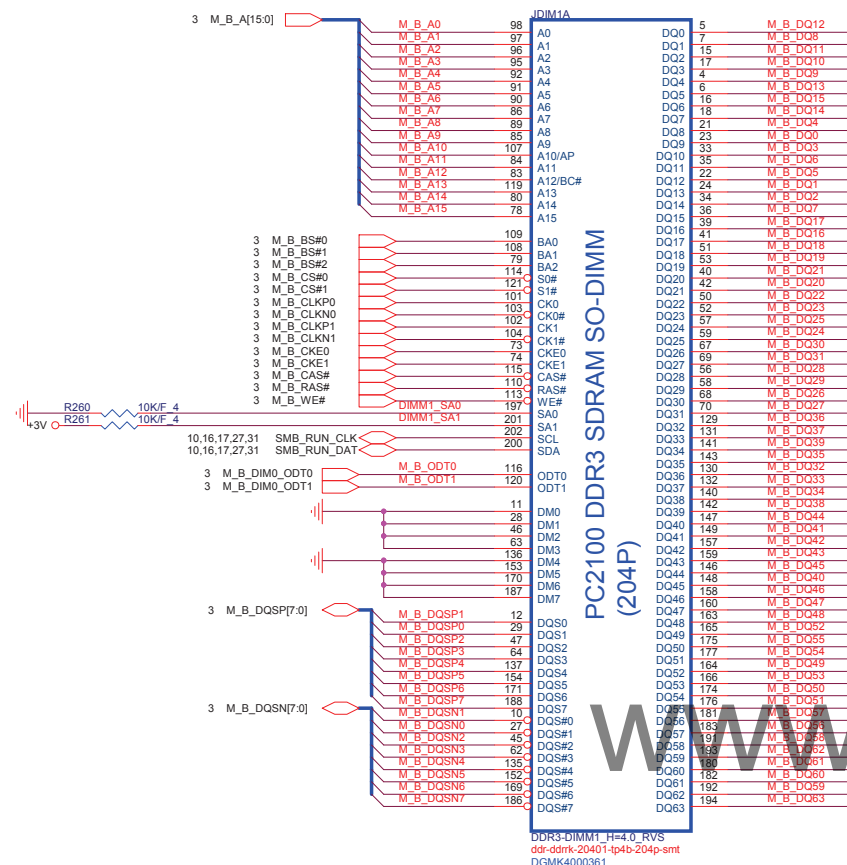 JDIM1A
3 M_B_A[15:0]
M_B_A0 98 A0
M_B_A1 97 A1
M_B_A2 96 A2
M_B_A3 95 A3
M_B_A4 92 A4
M_B_A5 91 A5
M_B_A6 90 A6
M_B_A7 86 A7
M_B_A8 89 A8
M_B_A9 85 A9
M_B_A10 107 A10/AP
M_B_A11 84 A11
M_B_A12 83 A12/BC#
M_B_A13 119 A13
M_B_A14 80 A14
M_B_A15 78 A15
3 M_B_BS#0 109 BA0
3 M_B_BS#1 108 BA1
3 M_B_BS#2 79 BA2
3 M_B_CS#0 114 S0#
3 M_B_CS#1 121 S1#
3 M_B_CLKP0 101 CK0
3 M_B_CLKN0 103 CK0#
3 M_B_CLKP1 102 CK1
3 M_B_CLKN1 104 CK1#
3 M_B_CKE0 73 CKE0
3 M_B_CKE1 74 CKE1
3 M_B_CAS# 115 CAS#
3 M_B_RAS# 110 RAS#
3 M_B_WE# 113 WE#
R260 10K/F_4 DIMM1_SA0 197 SA0
+3V R261 10K/F_4 DIMM1_SA1 201 SA1
10,16,17,27,31 SMB_RUN_CLK 202 SCL
10,16,17,27,31 SMB_RUN_DAT 200 SDA
3 M_B_DIM0_ODT0 M_B_ODT0 116 ODT0
3 M_B_DIM0_ODT1 M_B_ODT1 120 ODT1
11 DM0
28 DM1
46 DM2
63 DM3
136 DM4
153 DM5
170 DM6
187 DM7
3 M_B_DQSP[7:0]
M_B_DQSP1 12 DQS0
M_B_DQSP0 29 DQS1
M_B_DQSP2 47 DQS2
M_B_DQSP3 64 DQS3
M_B_DQSP4 137 DQS4
M_B_DQSP5 154 DQS5
M_B_DQSP6 171 DQS6
M_B_DQSP7 188 DQS7
3 M_B_DQSN[7:0]
M_B_DQSN1 10 DQS#0
M_B_DQSN0 27 DQS#1
M_B_DQSN2 45 DQS#2
M_B_DQSN3 62 DQS#3
M_B_DQSN4 135 DQS#4
M_B_DQSN5 152 DQS#5
M_B_DQSN6 169 DQS#6
M_B_DQSN7 186 DQS#7
PC2100 DDR3 SDRAM SO-DIMM
(204P)
DQ0 5 M_B_DQ12
DQ1 7 M_B_DQ8
DQ2 15 M_B_DQ11
DQ3 17 M_B_DQ10
DQ4 4 M_B_DQ9
DQ5 6 M_B_DQ13
DQ6 16 M_B_DQ15
DQ7 18 M_B_DQ14
DQ8 21 M_B_DQ4
DQ9 23 M_B_DQ0
DQ10 33 M_B_DQ3
DQ11 35 M_B_DQ6
DQ12 22 M_B_DQ5
DQ13 24 M_B_DQ1
DQ14 34 M_B_DQ2
DQ15 36 M_B_DQ7
DQ16 39 M_B_DQ17
DQ17 41 M_B_DQ16
DQ18 51 M_B_DQ18
DQ19 53 M_B_DQ19
DQ20 40 M_B_DQ21
DQ21 42 M_B_DQ20
DQ22 50 M_B_DQ22
DQ23 52 M_B_DQ23
DQ24 57 M_B_DQ25
DQ25 59 M_B_DQ24
DQ26 67 M_B_DQ30
DQ27 69 M_B_DQ31
DQ28 56 M_B_DQ28
DQ29 58 M_B_DQ29
DQ30 68 M_B_DQ26
DQ31 70 M_B_DQ27
DQ32 129 M_B_DQ36
DQ33 131 M_B_DQ37
DQ34 141 M_B_DQ39
DQ35 143 M_B_DQ35
DQ36 130 M_B_DQ32
DQ37 132 M_B_DQ33
DQ38 140 M_B_DQ34
DQ39 142 M_B_DQ38
DQ40 147 M_B_DQ44
DQ41 149 M_B_DQ41
DQ42 157 M_B_DQ42
DQ43 159 M_B_DQ43
DQ44 146 M_B_DQ45
DQ45 148 M_B_DQ40
DQ46 158 M_B_DQ46
DQ47 160 M_B_DQ47
DQ48 163 M_B_DQ48
DQ49 165 M_B_DQ52
DQ50 175 M_B_DQ55
DQ51 177 M_B_DQ54
DQ52 164 M_B_DQ49
DQ53 166 M_B_DQ53
DQ54 174 M_B_DQ50
DQ55 176 M_B_DQ51
DQ56 181 M_B_DQ57
DQ57 183 M_B_DQ56
DQ58 191 M_B_DQ58
DQ59 193 M_B_DQ62
DQ60 180 M_B_DQ61
DQ61 182 M_B_DQ60
DQ62 192 M_B_DQ59
DQ63 194 M_B_DQ63
www
DDR3-DIMM1_H=4.0_RVS
ddr-ddrrk-20401-tp4b-204p-smt
DGMK4000361